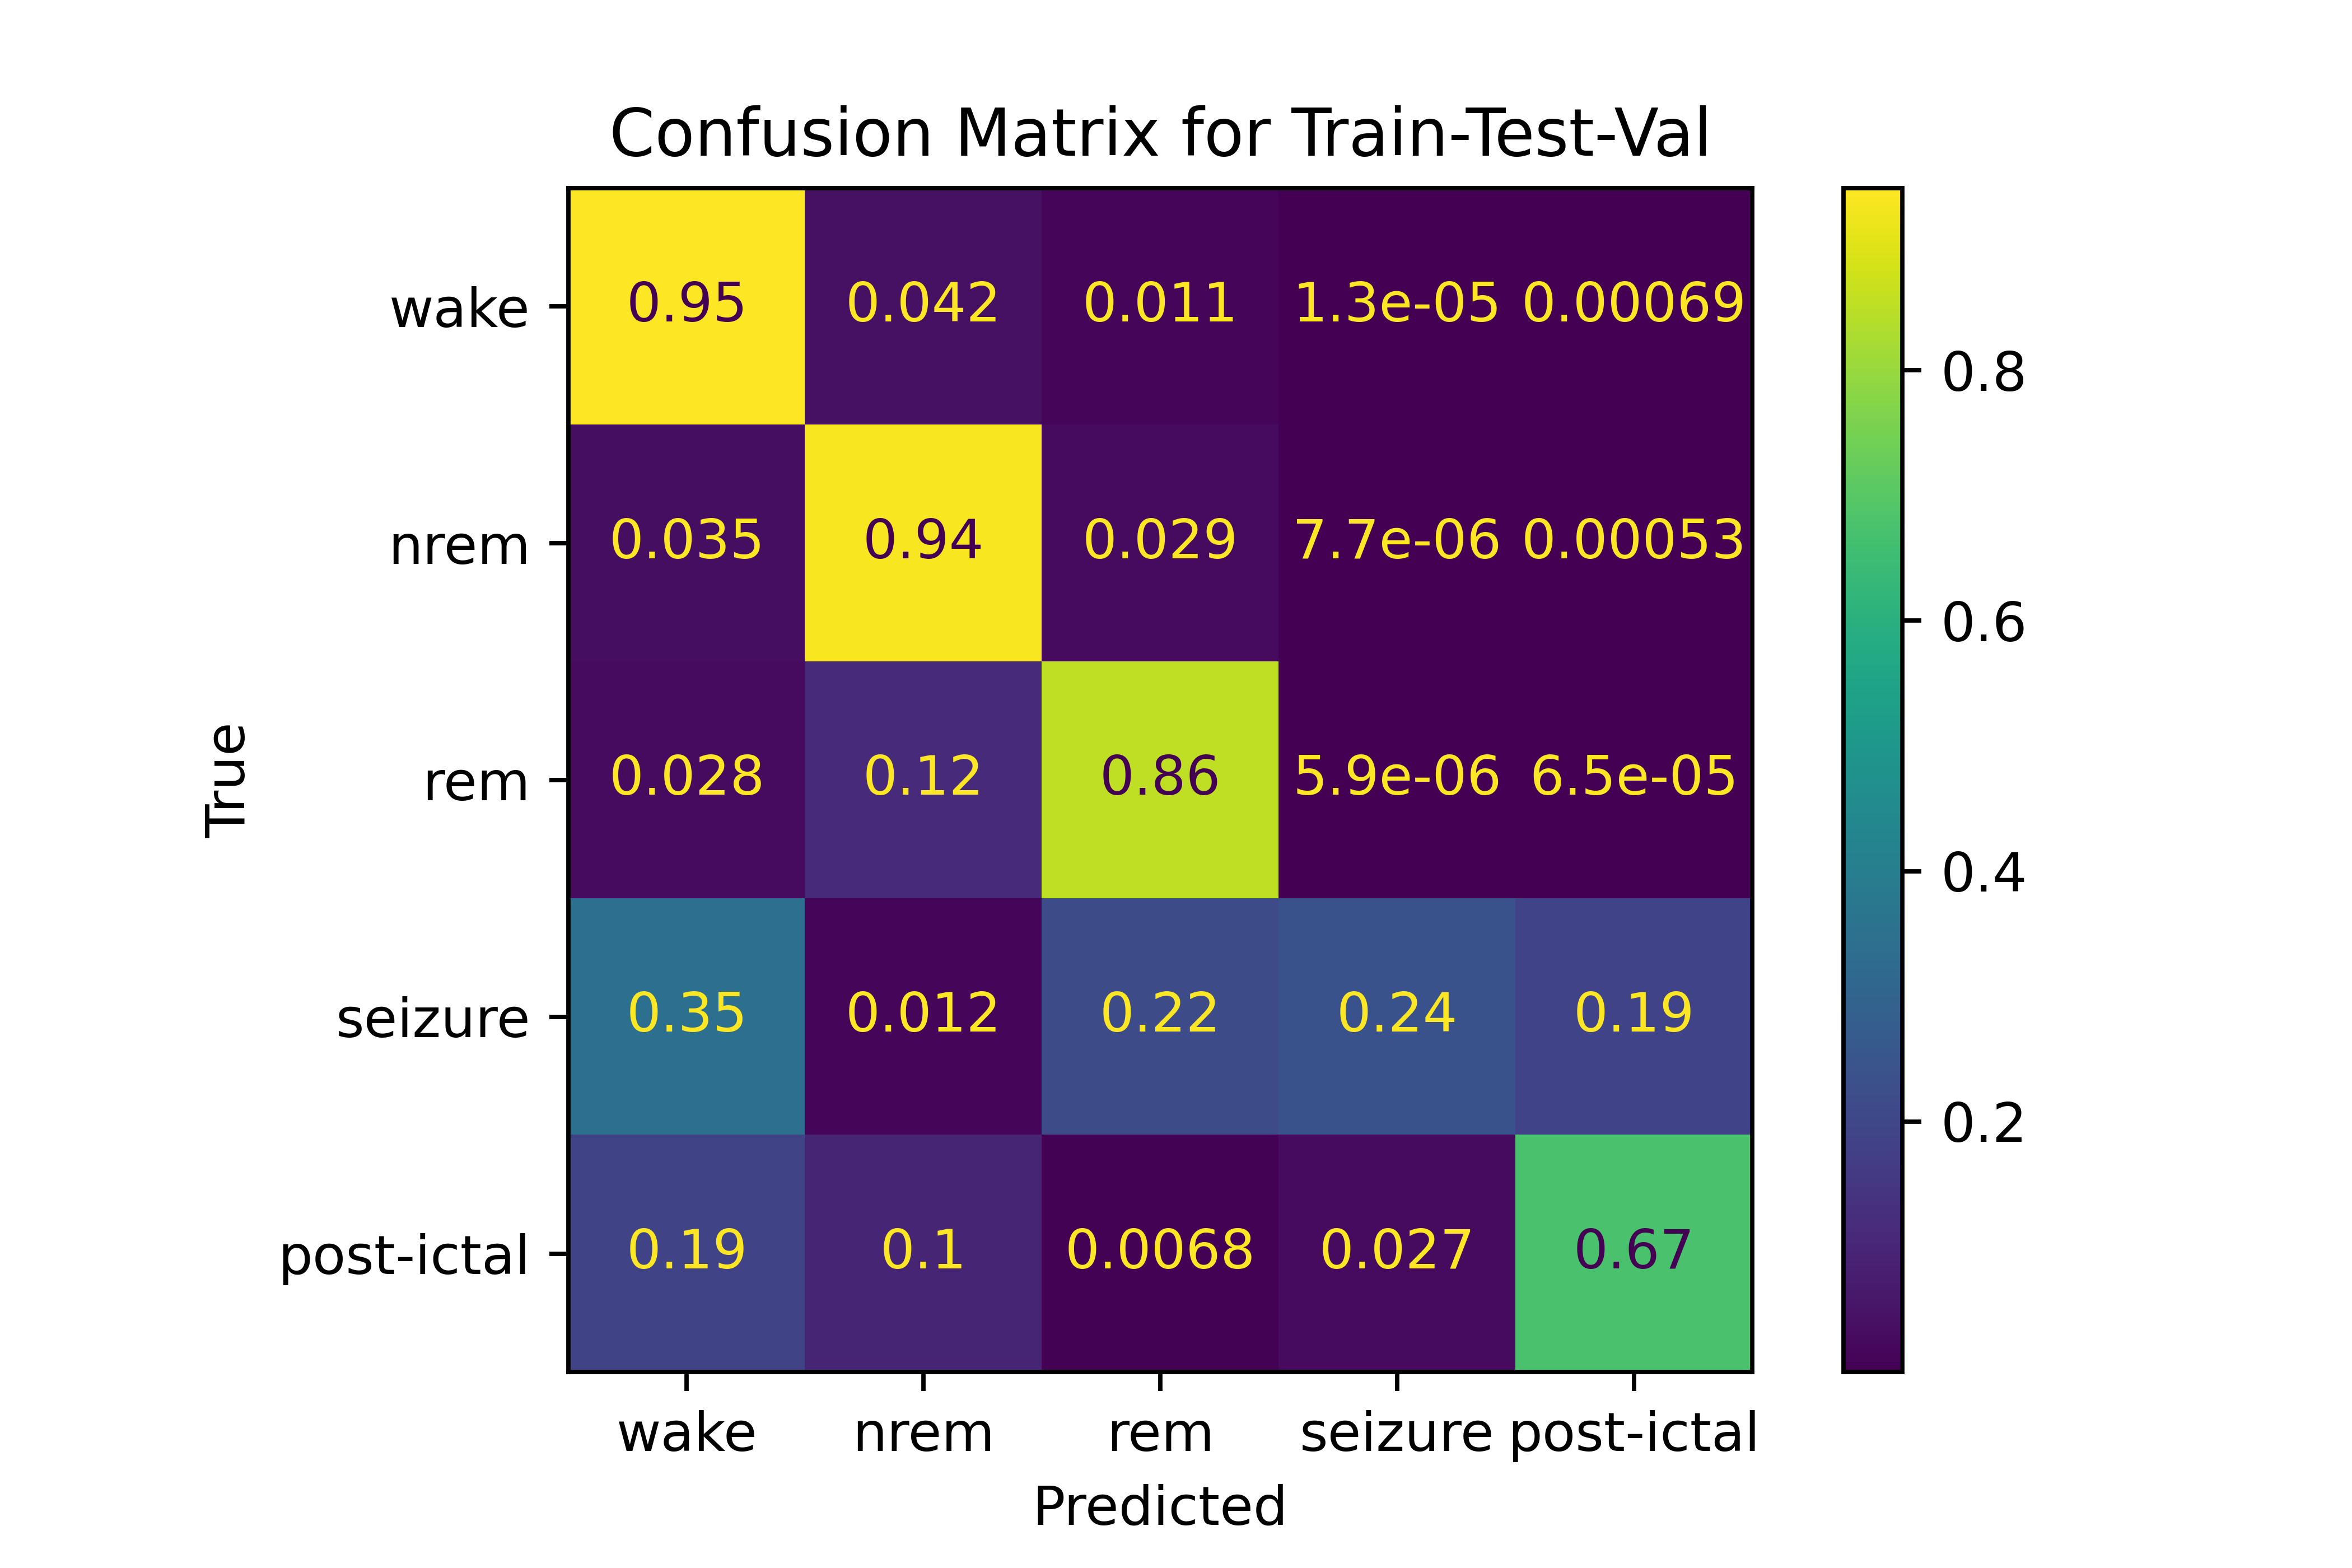 Confusion Matrix for Train-Test-Val
wake 0.95 0.042 0.011 1.3e-05 0.00069
nrem 0.035 0.94 0.029 7.7e-06 0.00053
rem 0.028 0.12 0.86 5.9e-06 6.5e-05
seizure 0.35 0.012 0.22 0.24 0.19
post-ictal 0.19 0.1 0.0068 0.027 0.67
True
wake nrem rem seizure post-ictal
Predicted
0.8
0.6
0.4
0.2